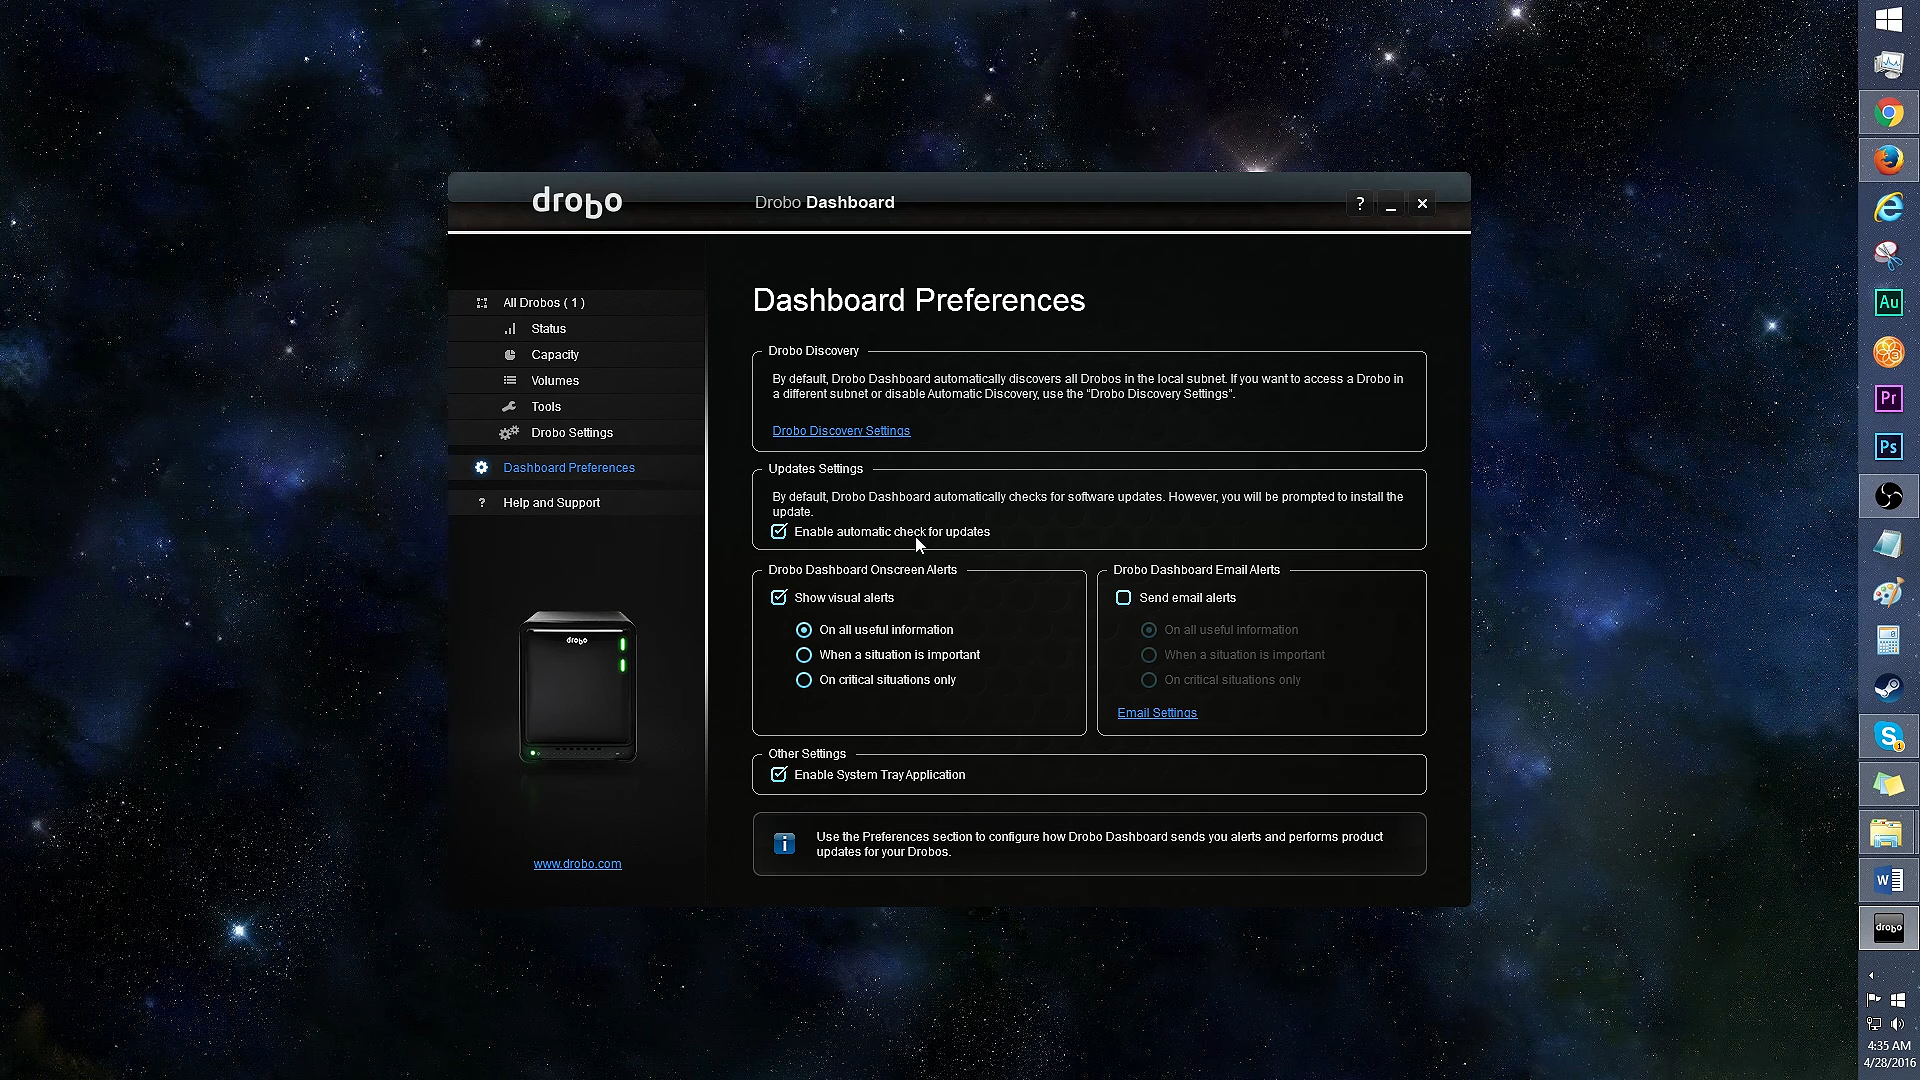 drobo
Drobo Dashboard
? _ ×
All Drobos ( 1 )
Status
Capacity
Volumes
Tools
Drobo Settings
Dashboard Preferences
? Help and Support
drobo
www.drobo.com
Dashboard Preferences
Drobo Discovery
By default, Drobo Dashboard automatically discovers all Drobos in the local subnet. If you want to access a Drobo in
a different subnet or disable Automatic Discovery, use the “Drobo Discovery Settings”.
Drobo Discovery Settings
Updates Settings
By default, Drobo Dashboard automatically checks for software updates. However, you will be prompted to install the
update.
Enable automatic check for updates
Drobo Dashboard Onscreen Alerts
Show visual alerts
On all useful information
When a situation is important
On critical situations only
Drobo Dashboard Email Alerts
Send email alerts
On all useful information
When a situation is important
On critical situations only
Email Settings
Other Settings
Enable System Tray Application
i
Use the Preferences section to configure how Drobo Dashboard sends you alerts and performs product
updates for your Drobos.
Au
3
Pr
Ps
S
1
W
drobo
4:35 AM
4/28/2016